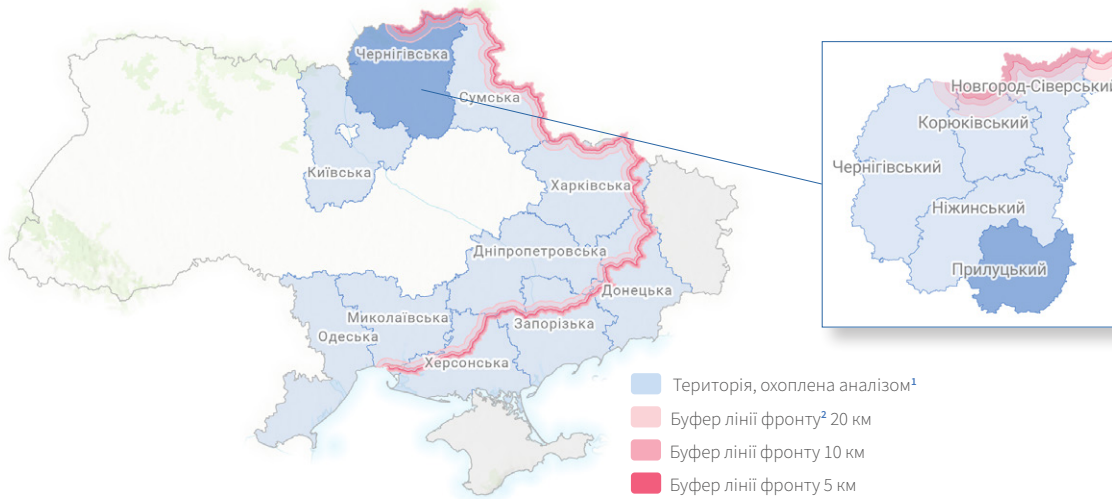 Чернігівська
Сумська
Київська
Харківська
Дніпропетровська
Донецька
Миколаївська
Запорізька
Одеська
Херсонська
Новгород-Сіверський
Корюківський
Чернігівський
Ніжинський
Прилуцький
Територія, охоплена аналізом¹
Буфер лінії фронту² 20 км
Буфер лінії фронту 10 км
Буфер лінії фронту 5 км